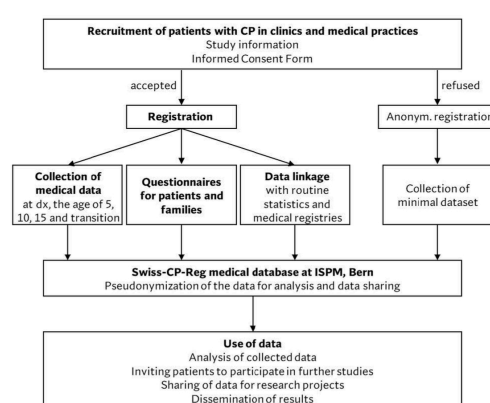 Recruitment of patients with CP in clinics and medical practices
Study information
Informed Consent Form
accepted
refused
Registration
Anonym. registration
Collection of
medical data
at dx, the age of 5,
10, 15 and transition
Questionnaires
for patients and
families
Data linkage
with routine
statistics and
medical registries
Collection of
minimal dataset
Swiss-CP-Reg medical database at ISPM, Bern
Pseudonymization of the data for analysis and data sharing
Use of data
Analysis of collected data
Inviting patients to participate in further studies
Sharing of data for research projects
Dissemination of results